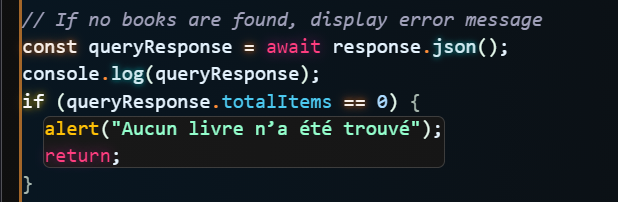 // If no books are found, display error message
const queryResponse = await response.json();
console.log(queryResponse);
if (queryResponse.totalItems == 0) {
alert("Aucun livre n’a été trouvé");
return;
}